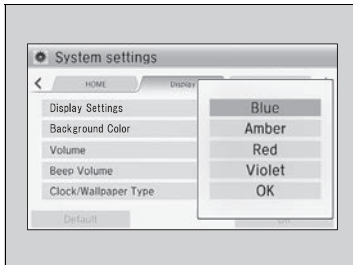 System settings
HOME
Display
Display Settings
Background Color
Volume
Beep Volume
Clock/Wallpaper Type
Blue
Amber
Red
Violet
OK
Default